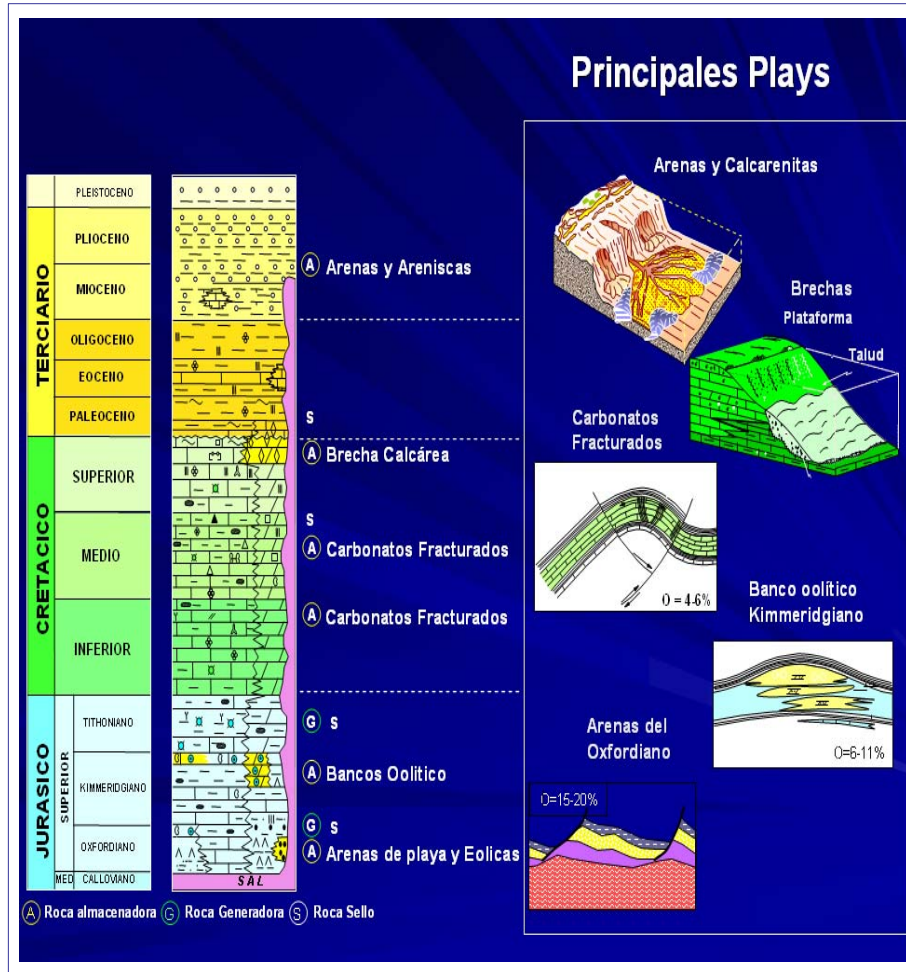 Principales Plays
PLEISTOCENO
PLIOCENO
MIOCENO
OLIGOCENO
EOCENO
PALEOCENO
TERCIARIO
SUPERIOR
MEDIO
INFERIOR
CRETACICO
TITHONIANO
KIMMERIDGIANO
OXFORDIANO
SUPERIOR
MED
CALLOVIANO
JURASICO
SAL
A Arenas y Areniscas
S
A Brecha Calcárea
S
A Carbonatos Fracturados
A Carbonatos Fracturados
G S
A Bancos Oolitico
G S
A Arenas de playa y Eolicas
A Roca almacenadora G Roca Generadora S Roca Sello
Arenas y Calcarenitas
Brechas
Plataforma
Talud
Carbonatos
Fracturados
O = 4-6%
Banco oolítico
Kimmeridgiano
O=6-11%
Arenas del
Oxfordiano
O=15-20%